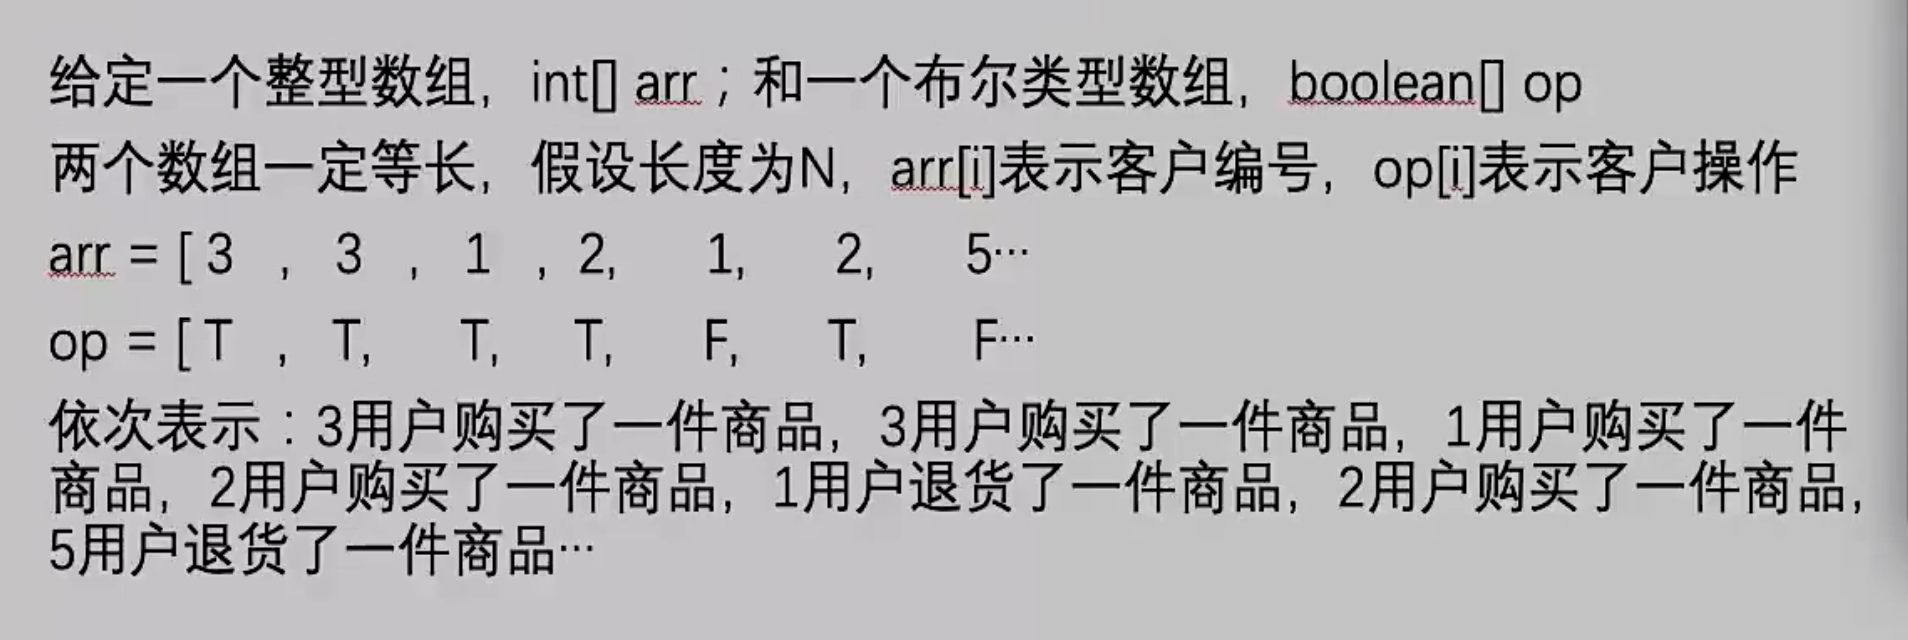 给定一个整型数组，int[] arr；和一个布尔类型数组，boolean[] op
两个数组一定等长，假设长度为N，arr[i]表示客户编号，op[i]表示客户操作
arr = [ 3 , 3 , 1 , 2, 1, 2, 5…
op = [ T , T, T, T, F, T, F…
依次表示：3用户购买了一件商品，3用户购买了一件商品，1用户购买了一件
商品，2用户购买了一件商品，1用户退货了一件商品，2用户购买了一件商品，
5用户退货了一件商品…